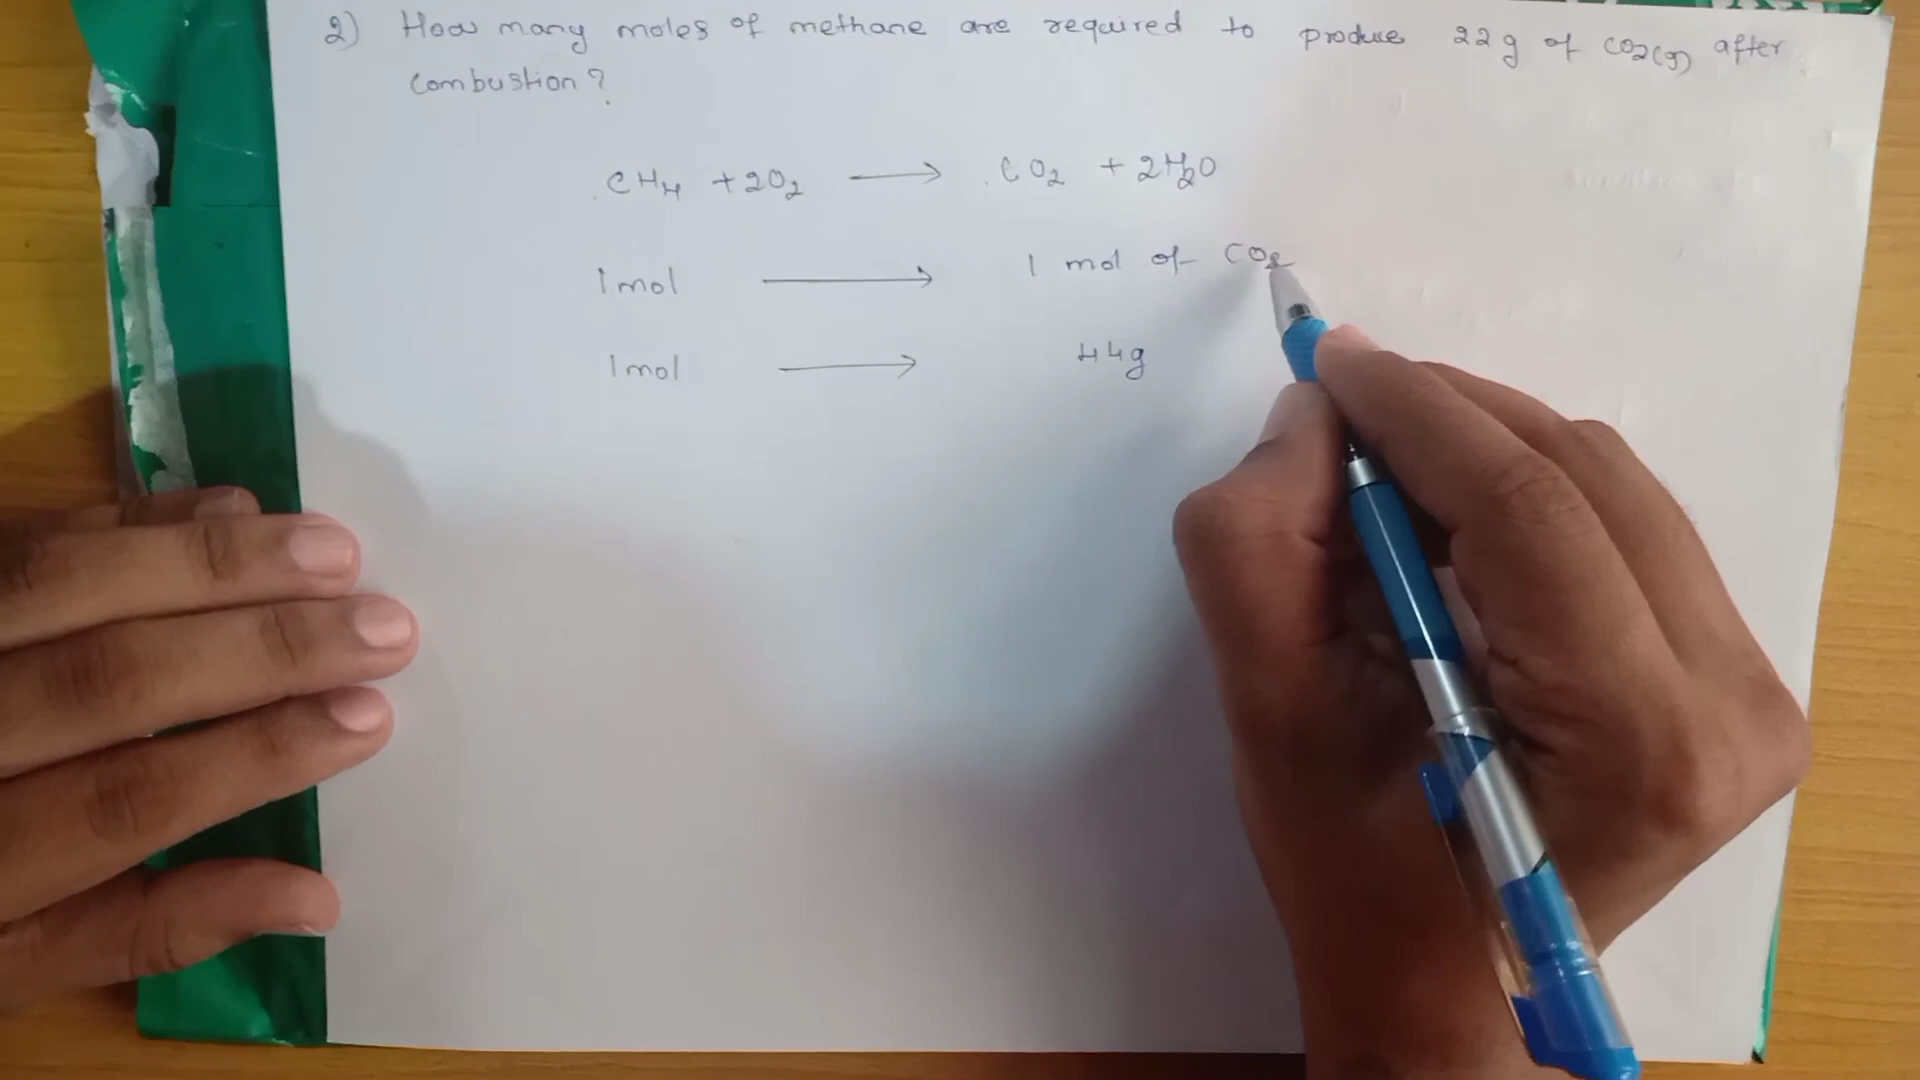 2) How many moles of methane are required to produce 22g of CO2(g) after
combustion?
CH4 + 2O2 ⟶ CO2 + 2H2O
1mol ⟶ 1 mol of CO2
1mol ⟶ 44g